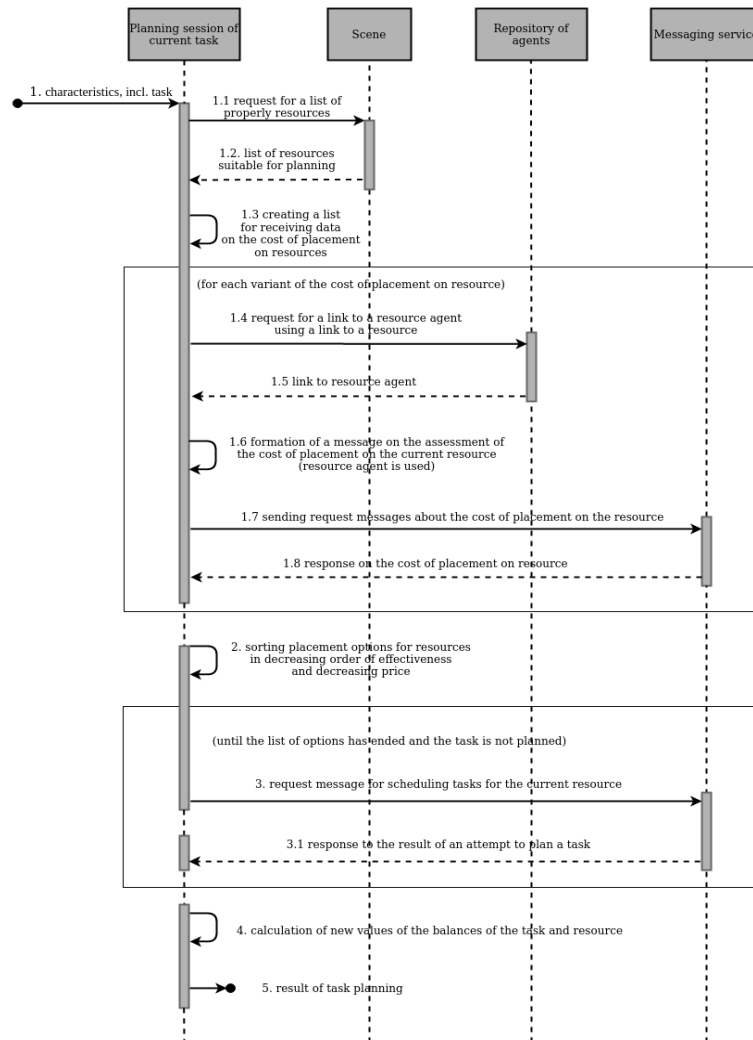 Planning session of
current task
Scene
Repository of
agents
Messaging service
1. characteristics, incl. task
1.1 request for a list of
properly resources
1.2. list of resources
suitable for planning
1.3 creating a list
for receiving data
on the cost of placement
on resources
(for each variant of the cost of placement on resource)
1.4 request for a link to a resource agent
using a link to a resource
1.5 link to resource agent
1.6 formation of a message on the assessment of
the cost of placement on the current resource
(resource agent is used)
1.7 sending request messages about the cost of placement on the resource
1.8 response on the cost of placement on resource
2. sorting placement options for resources
in decreasing order of effectiveness
and decreasing price
(until the list of options has ended and the task is not planned)
3. request message for scheduling tasks for the current resource
3.1 response to the result of an attempt to plan a task
4. calculation of new values of the balances of the task and resource
5. result of task planning